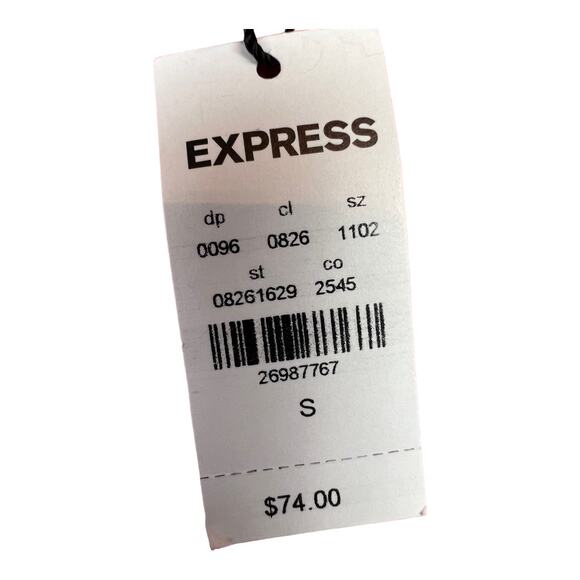 EXPRESS
dp cl sz
0096 0826 1102
st co
08261629 2545
26987767
S
$74.00